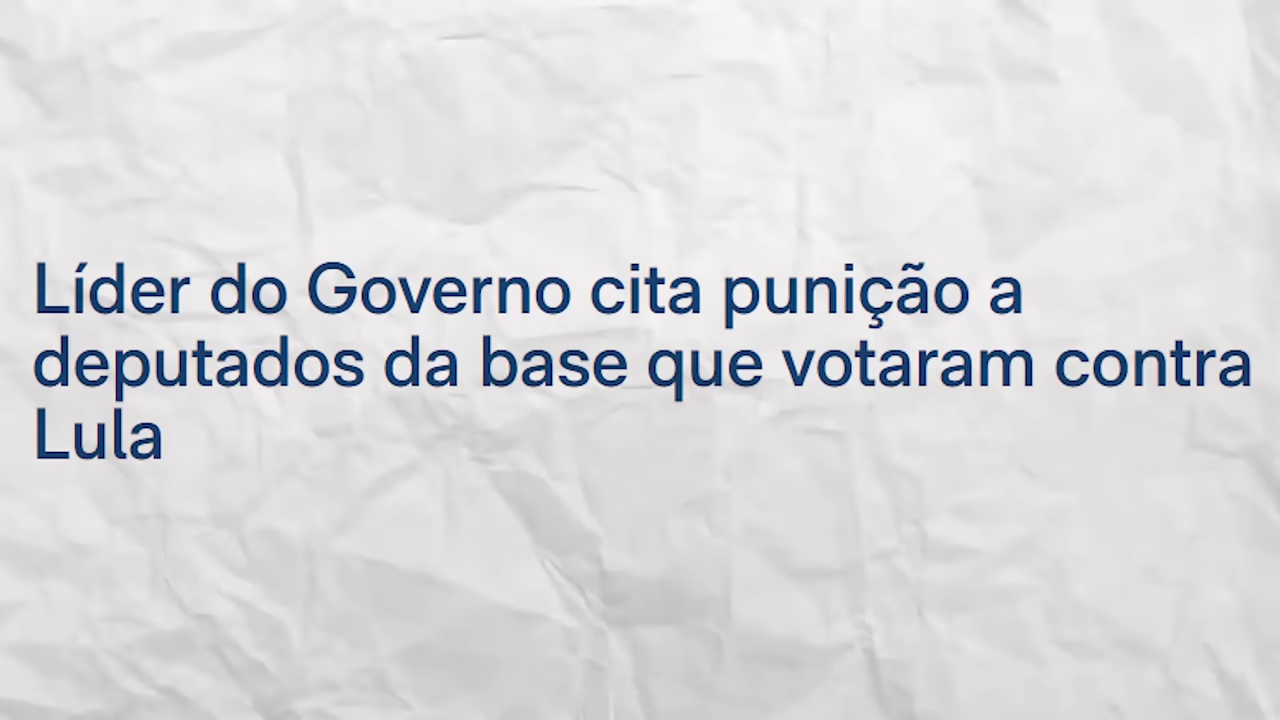 Líder do Governo cita punição a
deputados da base que votaram contra
Lula